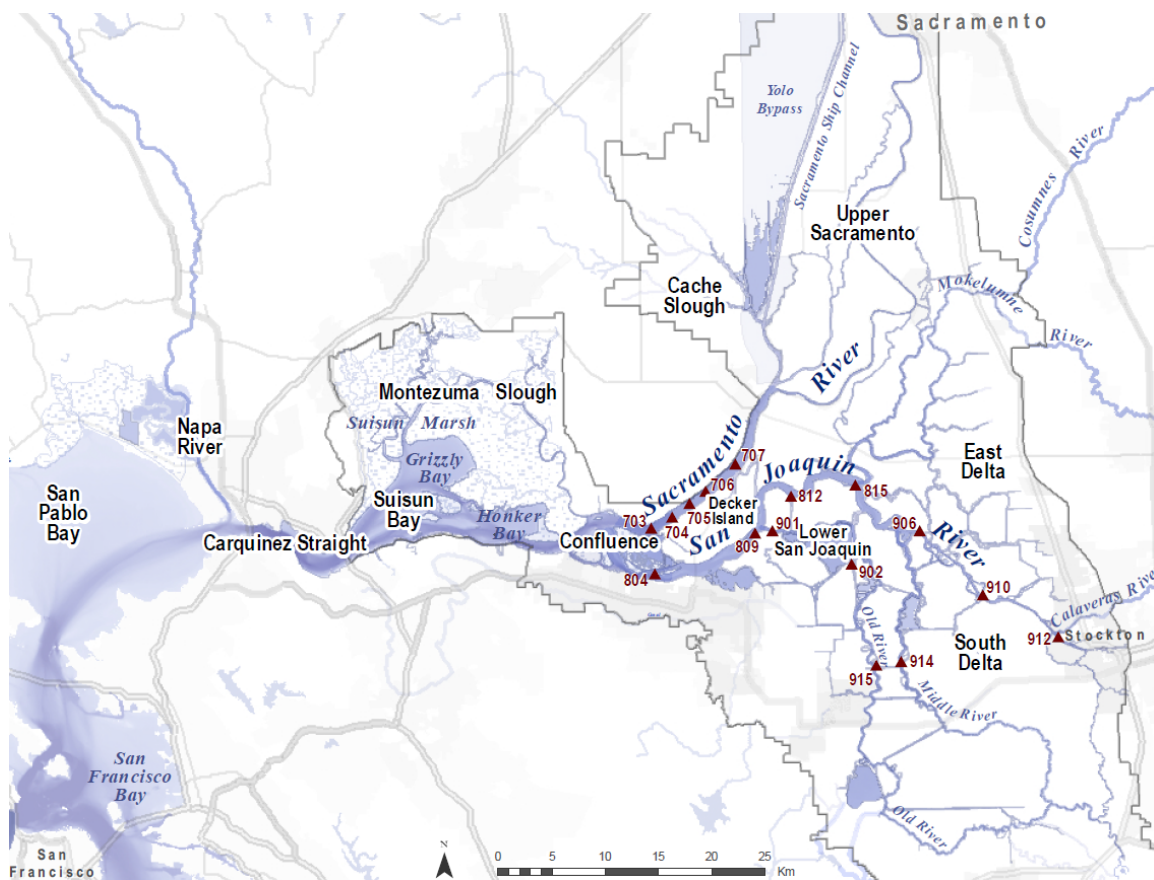 Sacramento
Yolo
Bypass
Sacramento Ship Channel
Cosumnes River
Upper
Sacramento
Cache
Slough
Mokelumne
River
River
Montezuma Slough
Suisun Marsh
Napa
River
Grizzly
Bay
Sacramento
707
Joaquin
East
Delta
San
Pablo
Bay
Suisun
Bay
Honker
Bay
706
812
815
703
705
Decker
Island
704
901
906
Carquinez Straight
Confluence
San
809
Lower
San Joaquin
River
804
902
910
Calaveras River
Old River
912
Stockton
South
Delta
914
915
Middle River
San
Francisco
Bay
Old River
San
Francisco
N
0 5 10 15 20 25
Km